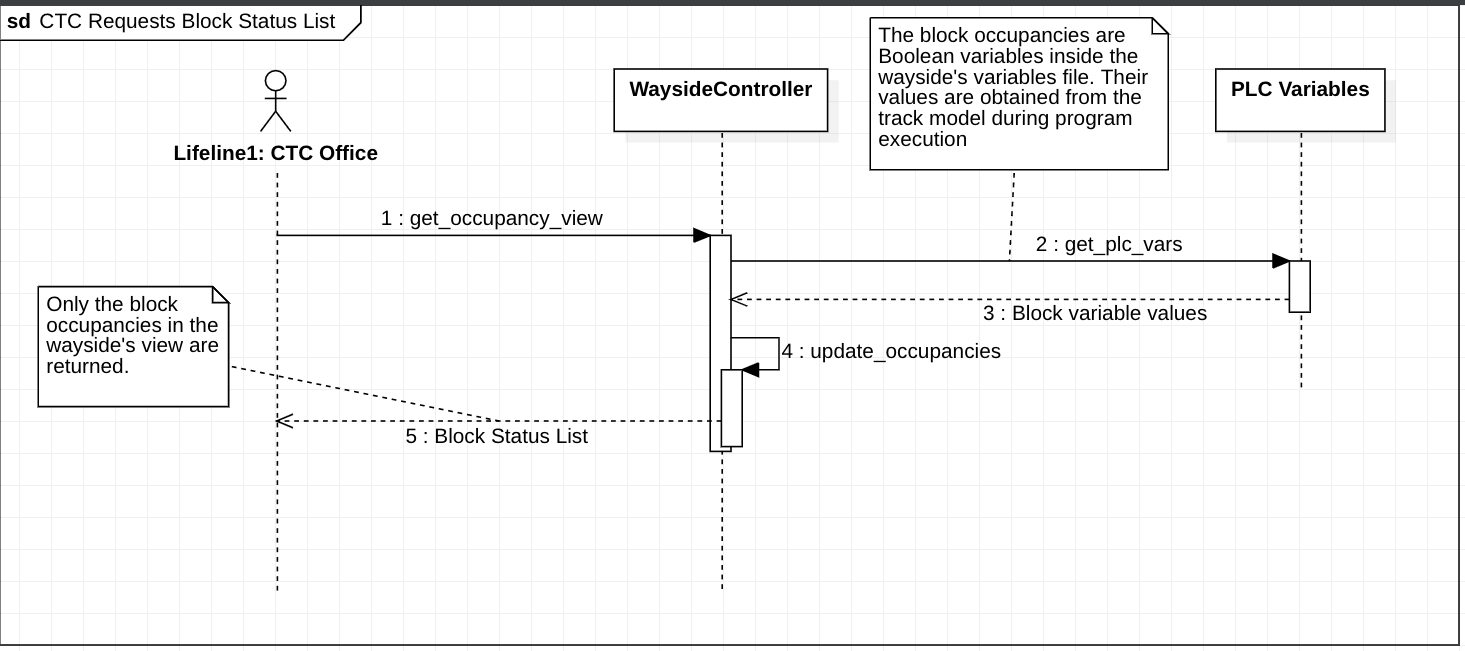 sd CTC Requests Block Status List
The block occupancies are
Boolean variables inside the
wayside's variables file. Their
values are obtained from the
track model during program
execution
WaysideController
PLC Variables
Lifeline1: CTC Office
1 : get_occupancy_view
2 : get_plc_vars
Only the block
occupancies in the
wayside's view are
returned.
3 : Block variable values
4 : update_occupancies
5 : Block Status List